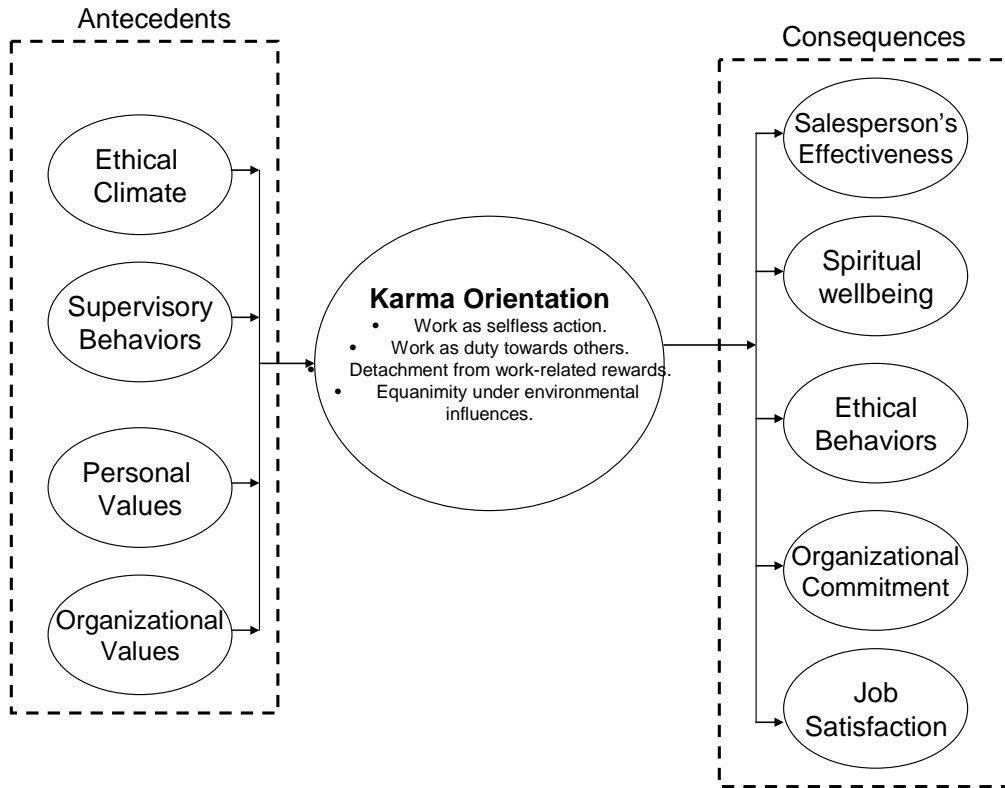 Antecedents
Ethical
Climate
Supervisory
Behaviors
Personal
Values
Organizational
Values
Karma Orientation
• Work as selfless action.
• Work as duty towards others.
• Detachment from work-related rewards.
• Equanimity under environmental
influences.
Consequences
Salesperson’s
Effectiveness
Spiritual
wellbeing
Ethical
Behaviors
Organizational
Commitment
Job
Satisfaction